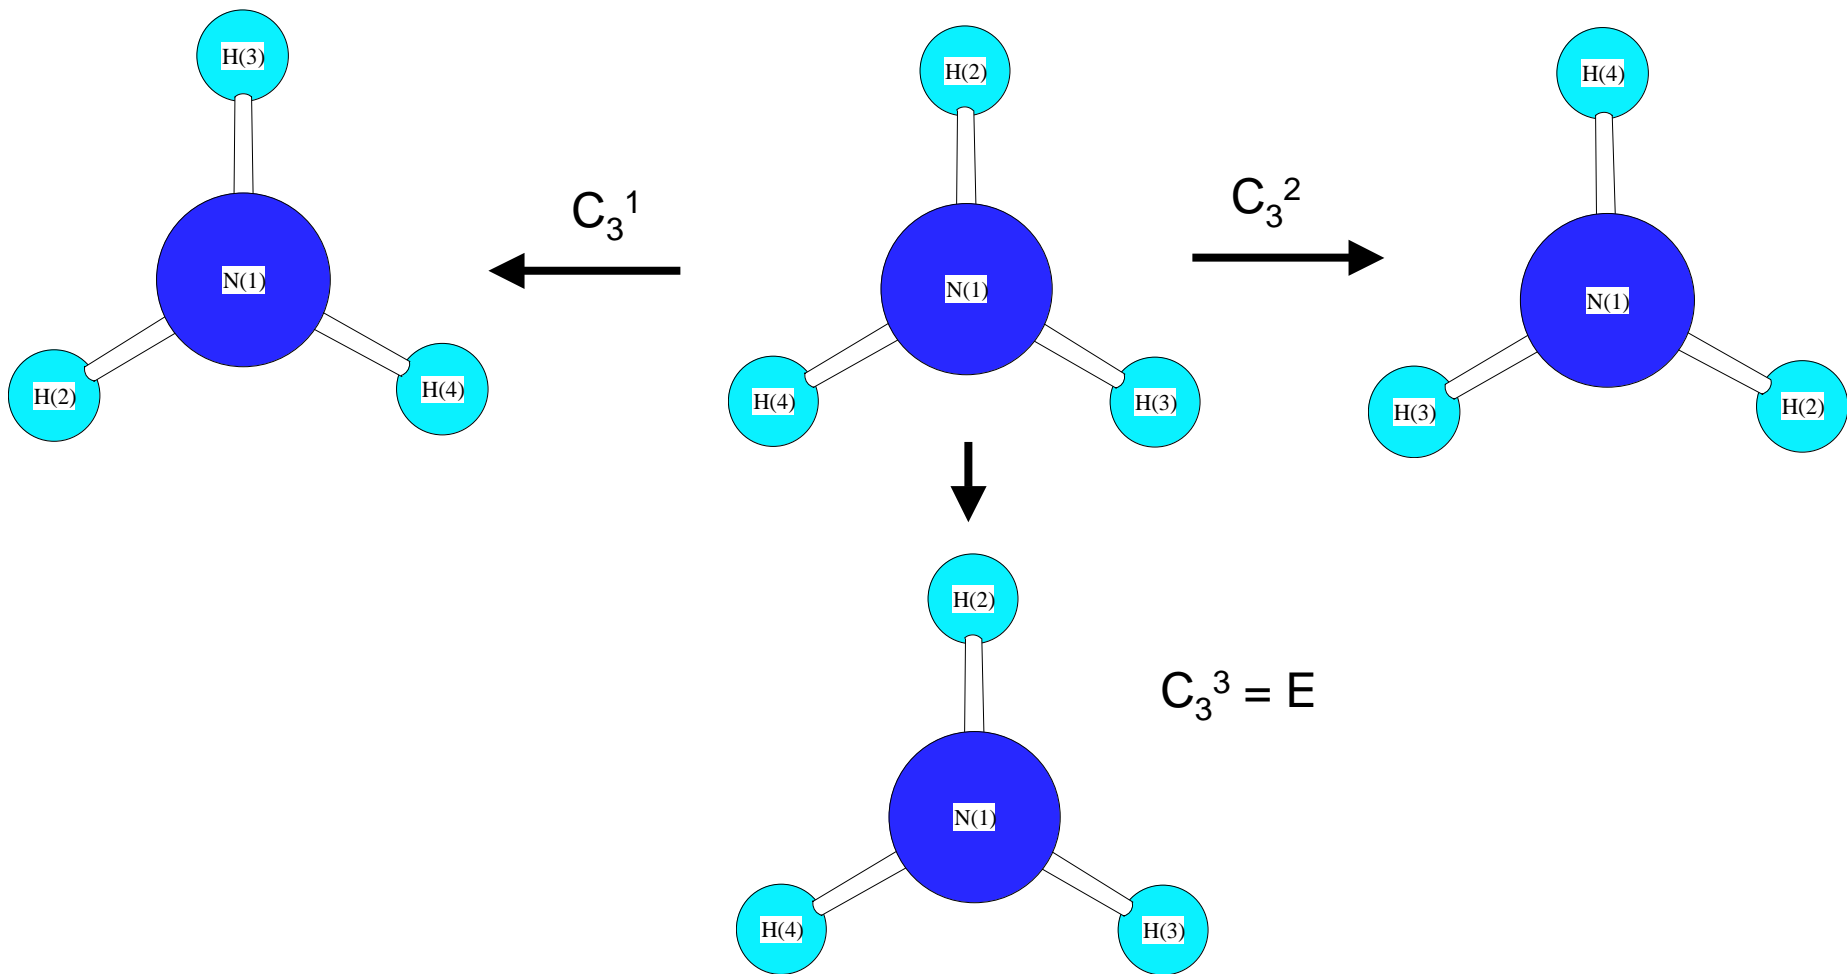 H(3)
N(1)
H(2)
H(4)
C₃¹
H(2)
N(1)
H(4)
H(3)
C₃²
H(4)
N(1)
H(3)
H(2)
H(2)
N(1)
H(4)
H(3)
C₃³ = E